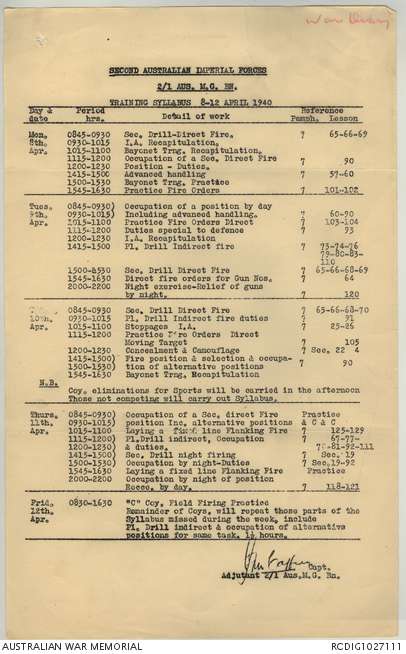 War Diary
SECOND AUSTRALIAN IMPERIAL FORCES
2/1 AUS. M.G. BN.
TRAINING SYLLABUS 8-12 APRIL 1940
Day & date Period hrs. Detail of work Reference Pamph. Lesson
Mon. 0845-0930 Sec. Drill-Direct Fire. 7 65-66-69
8th. 0930-1015 I.A. Recapitulation.
Apr. 1015-1100 Bayonet Trng. Recapitulation.
1115-1200 Occupation of a Sec. Direct Fire 7 90
1200-1230 Position - Duties.
1415-1500 Advanced handling 7 57-60
1500-1530 Bayonet Trng. Practice
1545-1630 Practice Fire Orders 7 101-102
Tues. 0845-0930) Occupation of a position by day
9th. 0930-1015) Including advanced handling. 7 60-90
Apr. 1015-1100 Practice Fire Orders Direct 7 103-104
1115-1200 Duties special to defence 7 93
1200-1230 I.A. Recapitulation
1415-1500 Pl. Drill Indirect fire 7 73-74-76
79-80-83-
110
1500-1530 Sec. Drill Direct Fire 7 65-66-68-69
1545-1630 Direct fire orders for Gun Nos. 7 64
2000-2200 Night exercise-Relief of guns
by night. 7 120
0845-0930 Sec. Drill Direct Fire 7 65-66-68-70
10th. 0930-1015 Pl. Drill Indirect fire duties 7 91
Apr. 1015-1100 Stoppages I.A. 7 25-26
1115-1200 Practice Fire Orders Direct
Moving Target 7 105
1200-1230 Concealment & Camouflage 7 Sec. 22 4
1415-1500) Fire position & selection & occupa-
1500-1530) tion of alternative positions 7 90
1545-1630 Bayonet Trng. Recapitulation
N.B. Coy. eliminations for Sports will be carried in the afternoon
Those not competing will carry out Syllabus.
Thurs. 0845-0930) Occupation of a Sec. direct Fire Practice
11th. 0930-1015) position Inc. alternative positions & C & C
Apr. 1015-1100 Laying a fixed line Flanking Fire 7 125-129
1115-1200) Pl.Drill indirect, Occupation 7 67-77-
1200-1230) & duties. 81-92-111
1415-1500) Sec. Drill night firing 7 Sec. 19
1500-1530) Occupation by night-Duties 7 Sec.19-92
1545-1630 Laying a fixed line Flanking Fire Practice
2000-2200 Occupation by night of position
Recce. by day. 7 118-121
Frid. 0830-1630 "C" Coy. Field Firing Practice
12th. Remainder of Coys. will repeat those parts of the
Apr. Syllabus missed during the week, include
Pl. Drill indirect & occupation of alternative
positions for same task. 1½ hours.
Capt.
Adjutant 2/1 Aus.M.G. Bn.
AUSTRALIAN WAR MEMORIAL RCDIG1027111